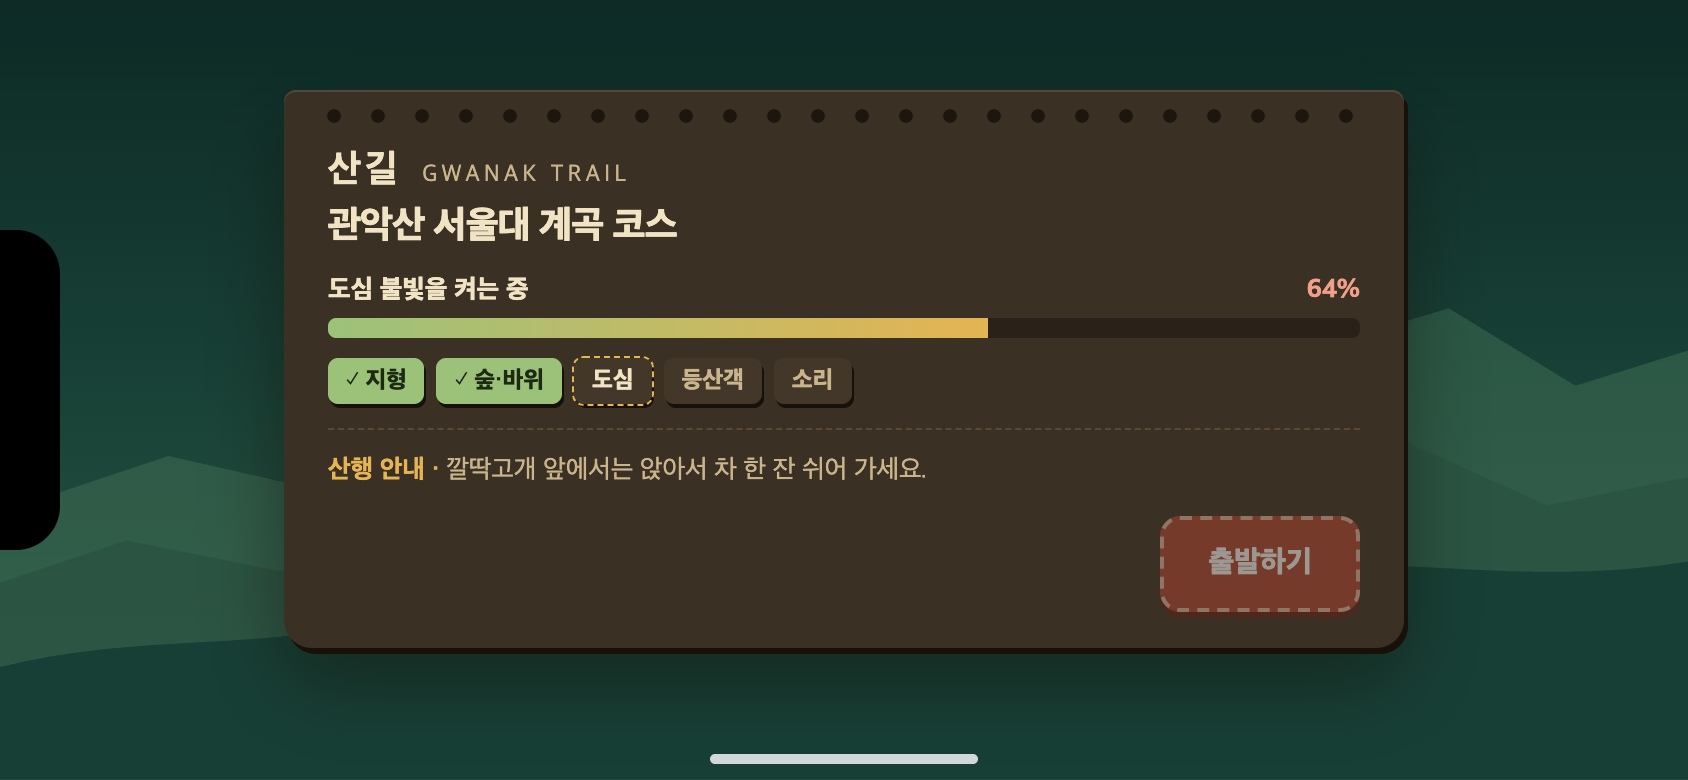 산길 GWANAK TRAIL
관악산 서울대 계곡 코스
도심 불빛을 켜는 중 64%
✓ 지형 ✓ 숲·바위 도심 등산객 소리
산행 안내 · 깔딱고개 앞에서는 앉아서 차 한 잔 쉬어 가세요.
출발하기